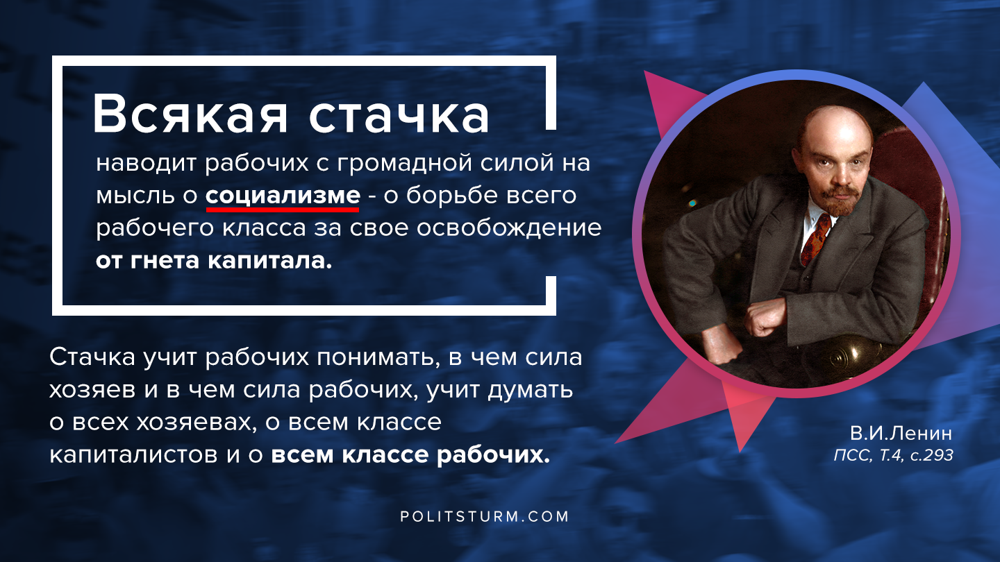 Всякая стачка
наводит рабочих с громадной силой на
мысль о социализме - о борьбе всего
рабочего класса за свое освобождение
от гнета капитала.
Стачка учит рабочих понимать, в чем сила
хозяев и в чем сила рабочих, учит думать
о всех хозяевах, о всем классе
капиталистов и о всем классе рабочих.
В.И.Ленин
ПСС, Т.4, с.293
POLITSTURM.COM